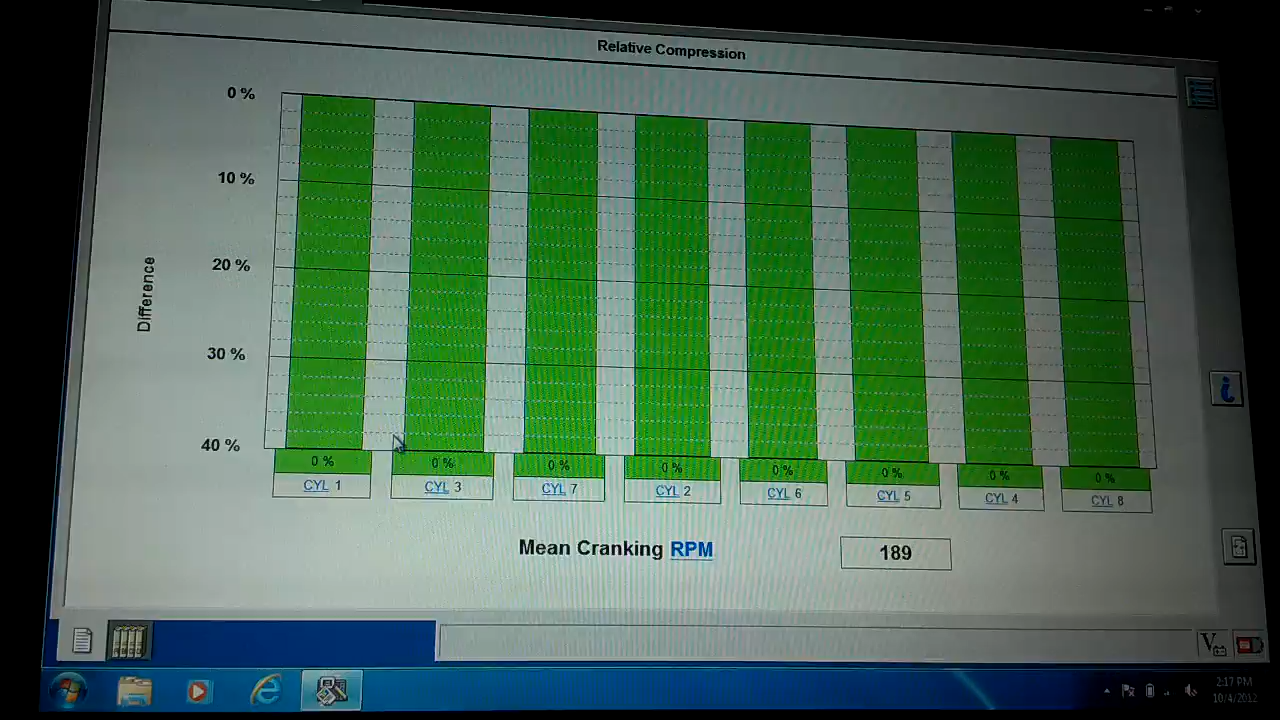 Relative Compression
0 %
10 %
20 %
30 %
40 %
Difference
0 % 0 % 0 % 0 % 0 % 0 % 0 % 0 %
CYL 1 CYL 3 CYL 7 CYL 2 CYL 6 CYL 5 CYL 4 CYL 8
Mean Cranking RPM 189
V
2:17 PM
10/4/2012